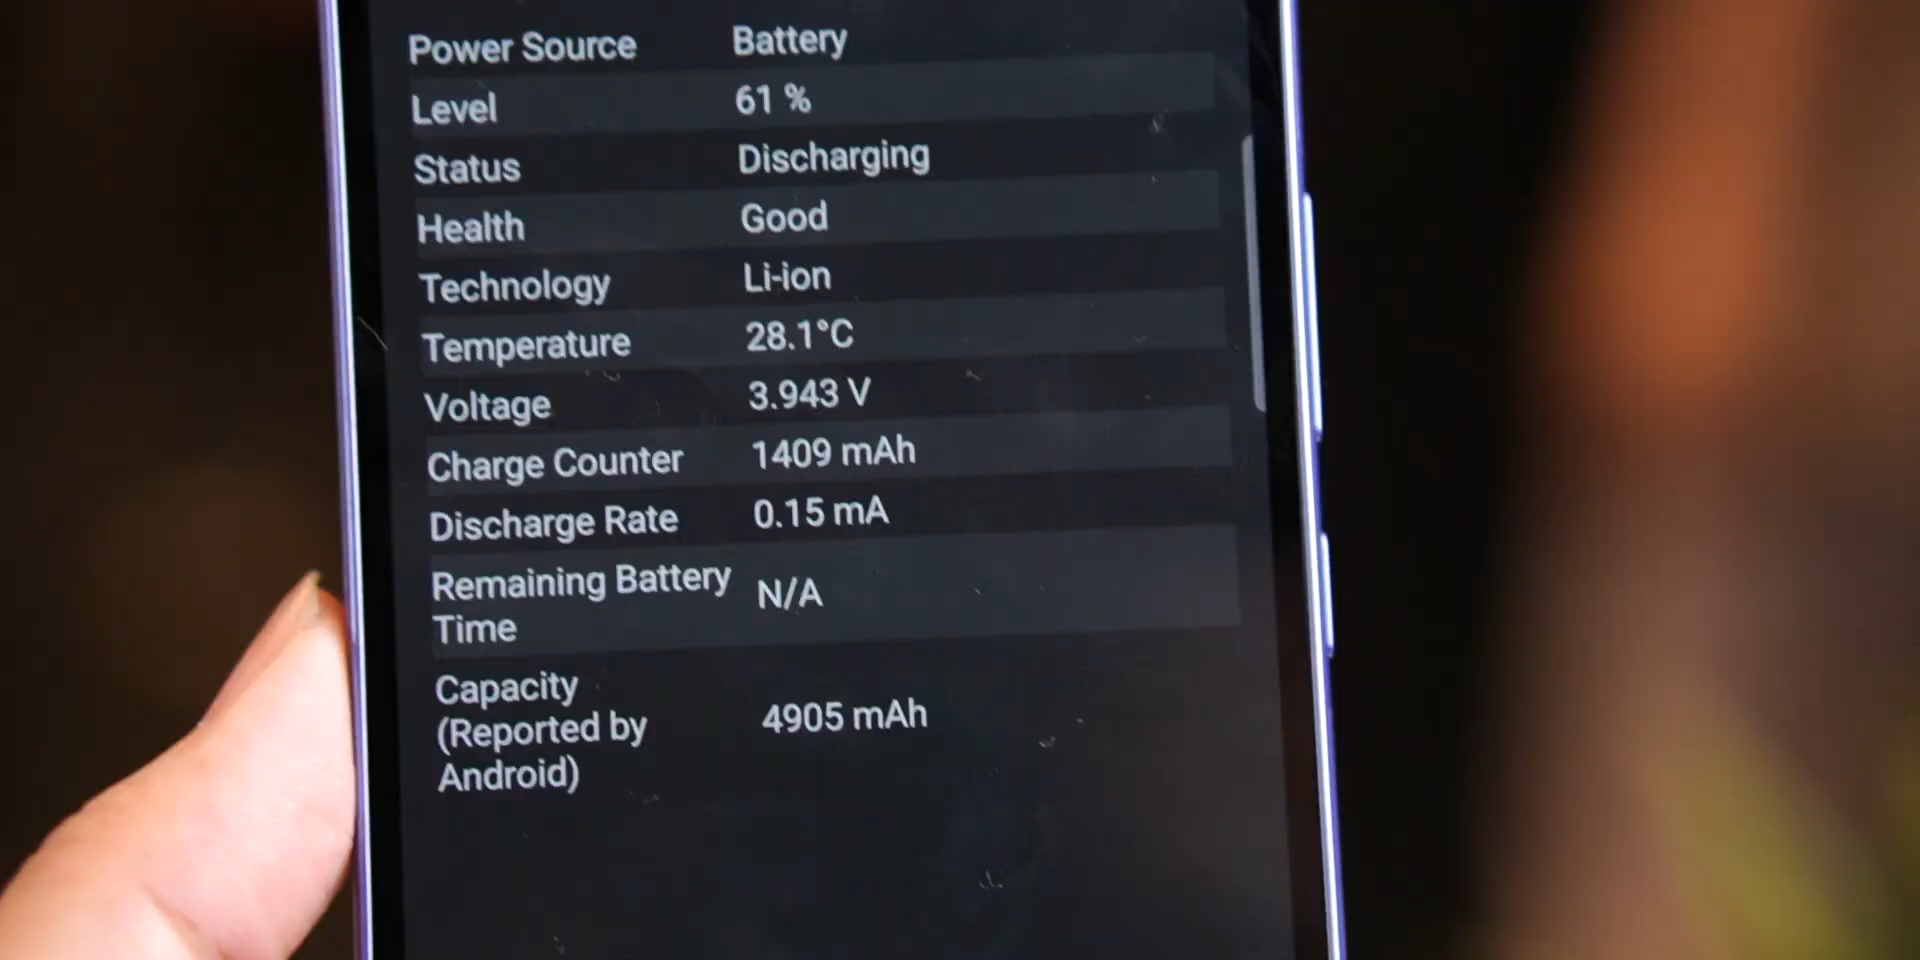 Power Source Battery
Level 61 %
Status Discharging
Health Good
Technology Li-ion
Temperature 28.1°C
Voltage 3.943 V
Charge Counter 1409 mAh
Discharge Rate 0.15 mA
Remaining Battery
Time N/A
Capacity
(Reported by 4905 mAh
Android)